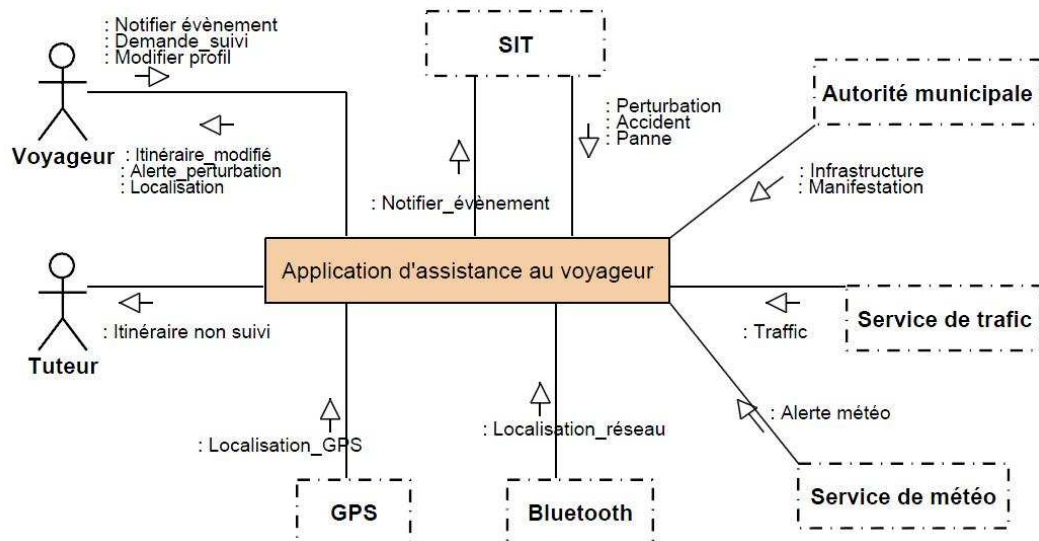 : Notifier évènement
: Demande_suivi
: Modifier profil
SIT
Autorité municipale
: Perturbation
: Accident
: Panne
Voyageur
: Itinéraire_modifié
: Alerte_perturbation
: Localisation
: Infrastructure
: Manifestation
: Notifier_évènement
Application d'assistance au voyageur
Service de trafic
: Itinéraire non suivi
: Traffic
Tuteur
: Alerte météo
: Localisation_GPS
: Localisation_réseau
GPS
Bluetooth
Service de météo